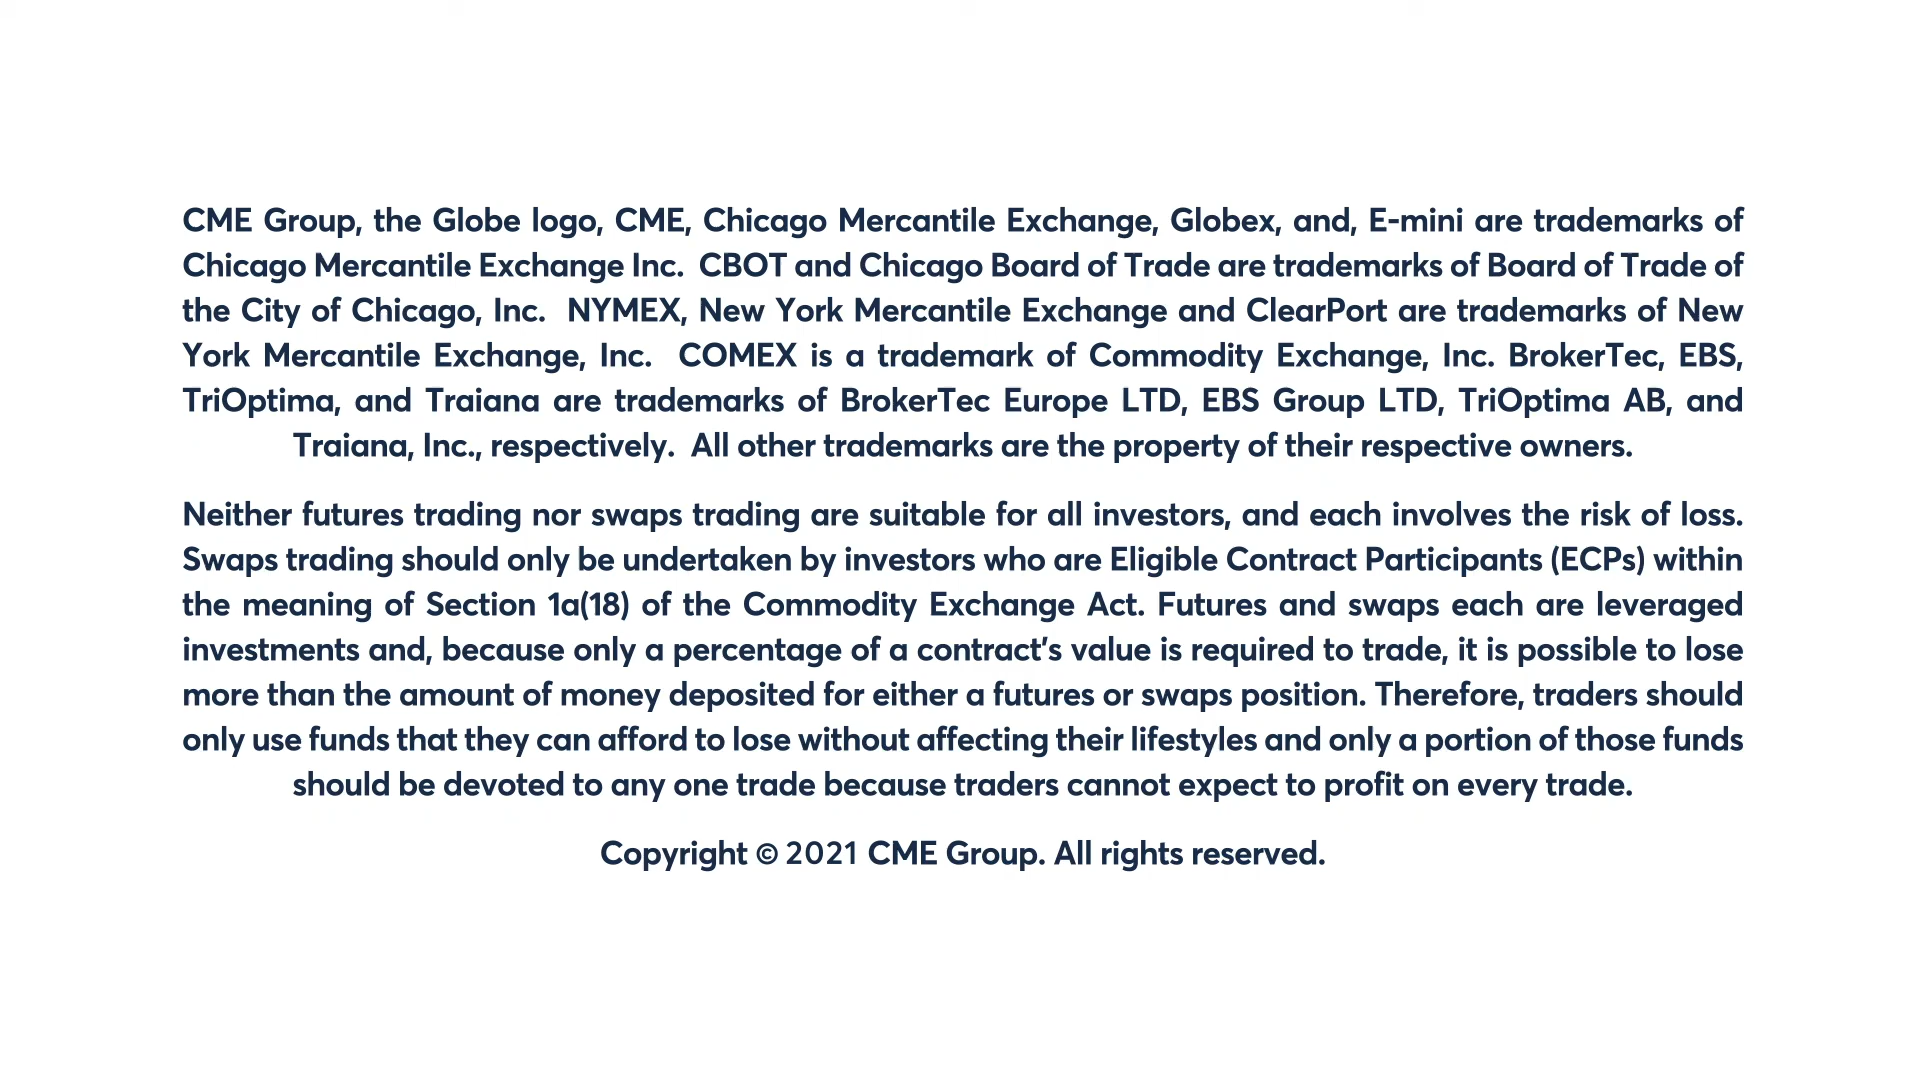 CME Group, the Globe logo, CME, Chicago Mercantile Exchange, Globex, and, E-mini are trademarks of
Chicago Mercantile Exchange Inc.  CBOT and Chicago Board of Trade are trademarks of Board of Trade of
the City of Chicago, Inc.  NYMEX, New York Mercantile Exchange and ClearPort are trademarks of New
York Mercantile Exchange, Inc.  COMEX is a trademark of Commodity Exchange, Inc. BrokerTec, EBS,
TriOptima, and Traiana are trademarks of BrokerTec Europe LTD, EBS Group LTD, TriOptima AB, and
Traiana, Inc., respectively.  All other trademarks are the property of their respective owners.
Neither futures trading nor swaps trading are suitable for all investors, and each involves the risk of loss.
Swaps trading should only be undertaken by investors who are Eligible Contract Participants (ECPs) within
the meaning of Section 1a(18) of the Commodity Exchange Act. Futures and swaps each are leveraged
investments and, because only a percentage of a contract's value is required to trade, it is possible to lose
more than the amount of money deposited for either a futures or swaps position. Therefore, traders should
only use funds that they can afford to lose without affecting their lifestyles and only a portion of those funds
should be devoted to any one trade because traders cannot expect to profit on every trade.
Copyright © 2021 CME Group. All rights reserved.